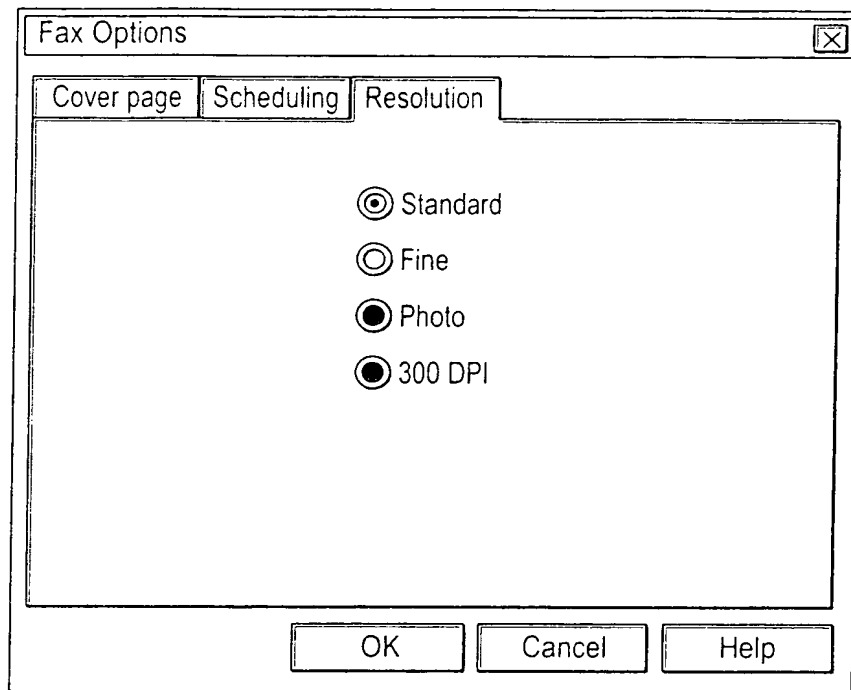 Fax Options
Cover page Scheduling Resolution
Standard
Fine
Photo
300 DPI
OK Cancel Help